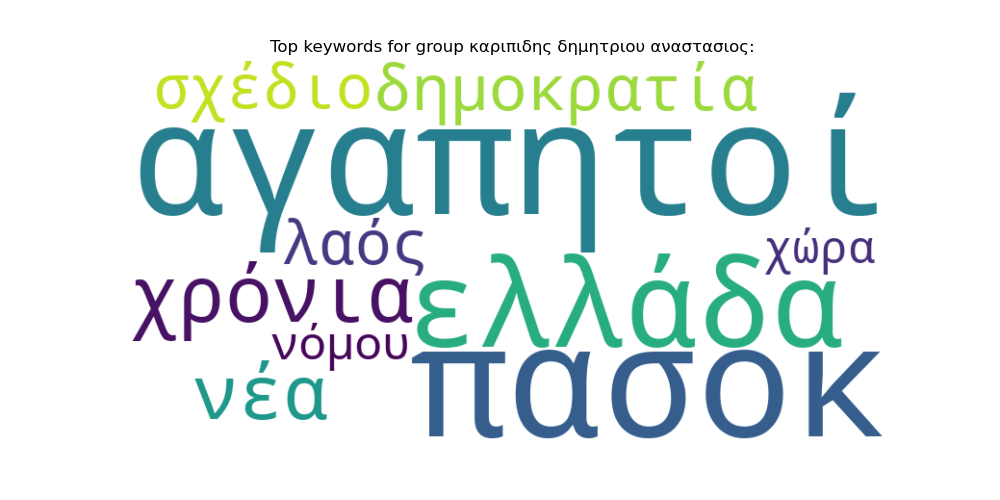 Top keywords for group καριπιδης δημητριου αναστασιος:
σχέδιο δημοκρατία
αγαπητοί
λαός χώρα
χρόνια ελλάδα
νόμου πασοκ
νέα